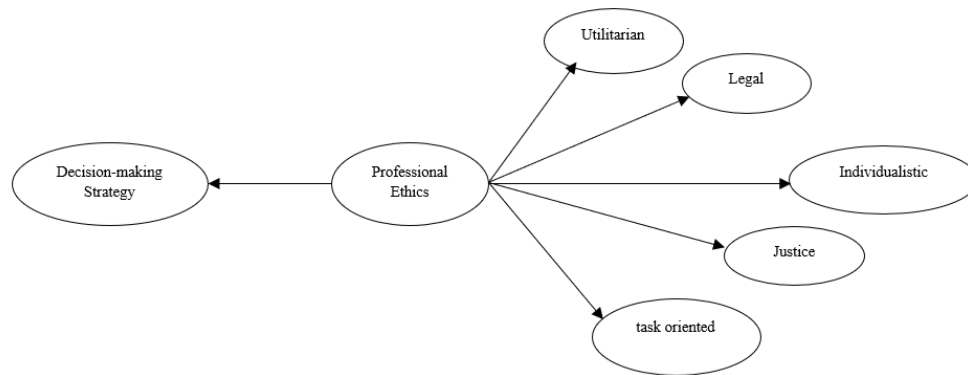 Utilitarian
Legal
Decision-making
Strategy
Professional
Ethics
Individualistic
Justice
task oriented